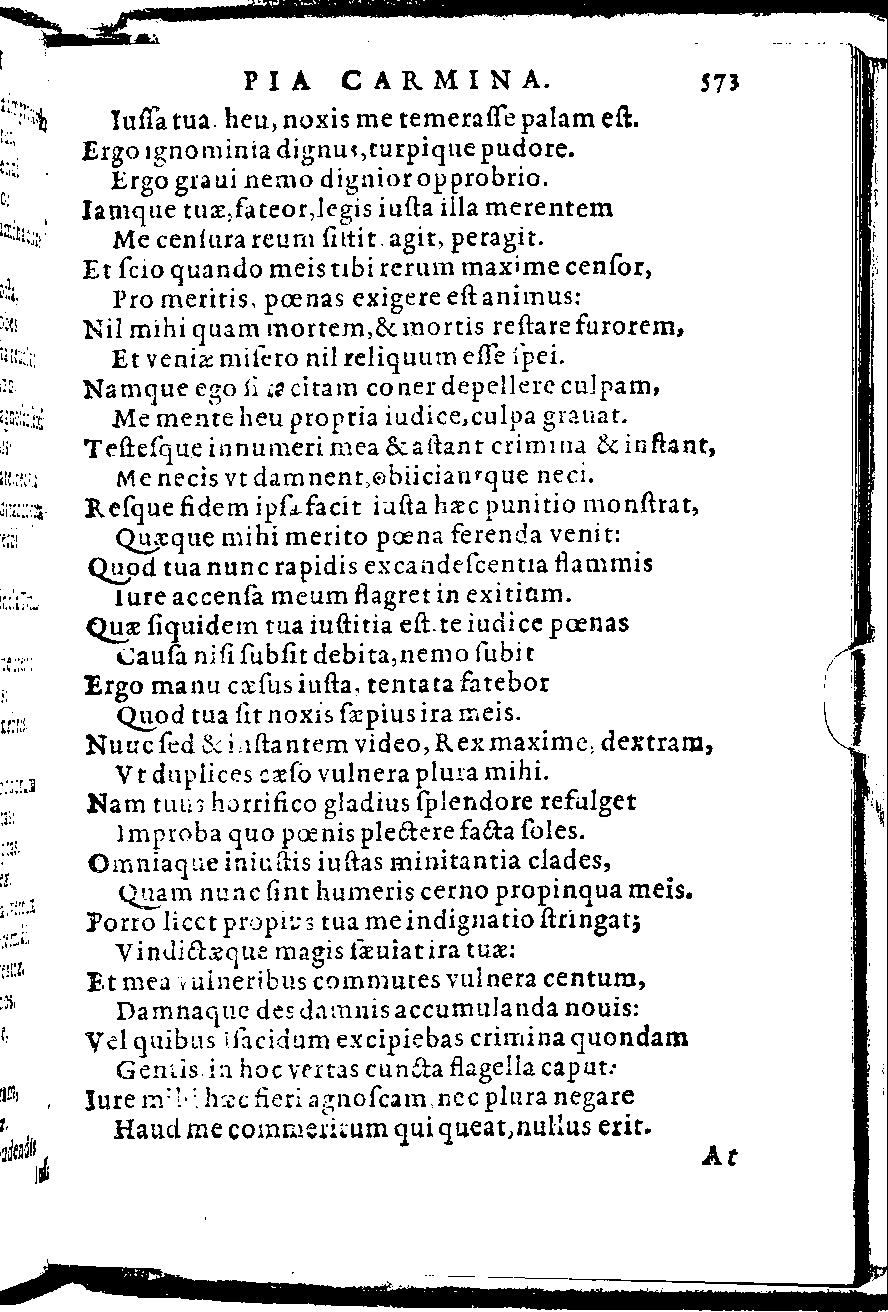 PIA CARMINA. 573
Iuſſa tua. heu, noxis me temeraſſe palam eſt.
Ergo ignominia dignus, turpique pudore.
Ergo graui nemo dignior opprobrio.
Iamque tuæ, fateor, legis iuſta illa merentem
Me cenſura reum ſiſtit. agit, peragit.
Et ſcio quando meis tibi rerum maxime cenſor,
Pro meritis, pœnas exigere eſt animus:
Nil mihi quam mortem, & mortis reſtare furorem,
Et veniæ miſero nil reliquum eſſe ſpei.
Namque ego ſi citam coner depellere culpam,
Me mente heu propria iudice, culpa grauat.
Teſteſque innumeri mea & aſtant crimina & inſtant,
Me necis vt damnent, obiiciantque neci.
Reſque fidem ipſa facit iuſta hæc punitio monſtrat,
Quæque mihi merito pœna ferenda venit:
Quod tua nunc rapidis excandeſcentia flammis
Iure accenſa meum flagret in exitium.
Quæ ſiquidem tua iuſtitia eſt. te iudice pœnas
Cauſa niſi ſubſit debita, nemo ſubit
Ergo manu cæſus iuſta, tentata fatebor
Quod tua ſit noxis ſæpius ira meis.
Nunc ſed & inſtantem video, Rex maxime, dextram,
Vt duplices cæſo vulnera plura mihi.
Nam tuus horrifico gladius ſplendore refulget
Improba quo pœnis plectere facta ſoles.
Omniaque iniuſtis iuſtas minitantia clades,
Quam nunc ſint humeris cerno propinqua meis.
Porro licet propius tua me indignatio ſtringat;
Vindictæque magis ſæuiat ira tuæ:
Et mea vulneribus commutes vulnera centum,
Damnaque des damnis accumulanda nouis:
Vel quibus Iſacidum excipiebas crimina quondam
Gentis. in hoc vertas cuncta flagella caput:
Iure mihi hæc fieri agnoſcam, nec plura negare
Haud me commeritum qui queat, nullus erit.
At